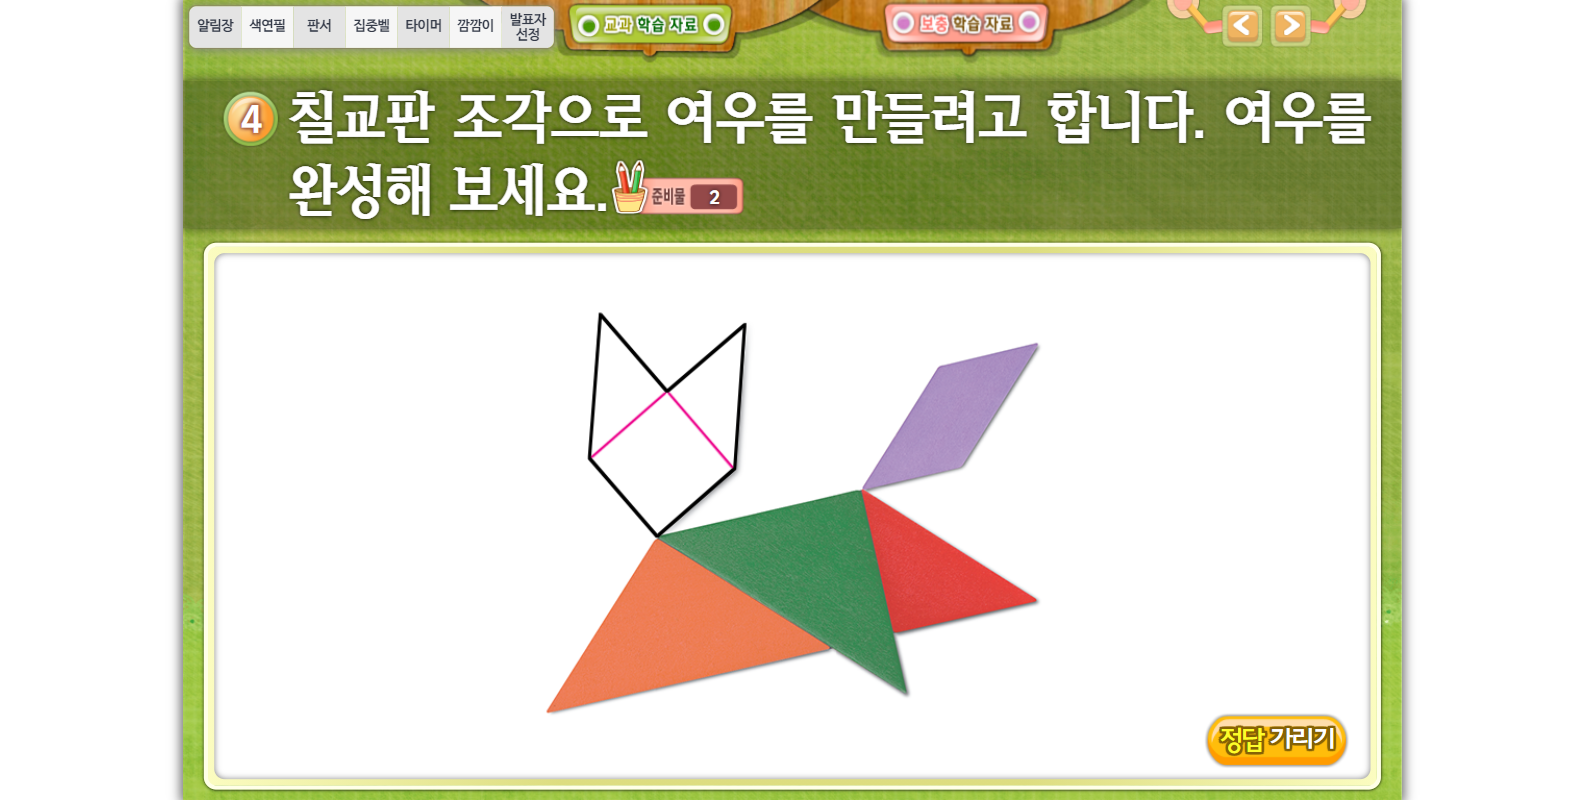 알림장 색연필 판서 집중벨 타이머 깜깜이 발표자 선정
교과 학습 자료
보충 학습 자료
4 칠교판 조각으로 여우를 만들려고 합니다. 여우를
완성해 보세요. 준비물 2
정답 가리기